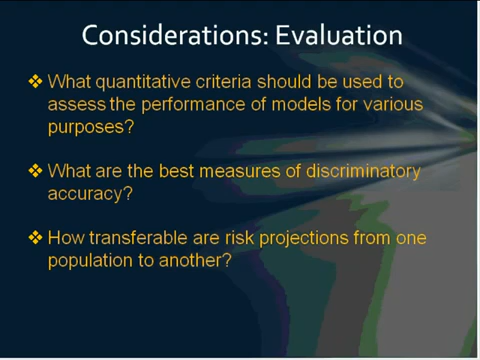 Considerations: Evaluation
❖ What quantitative criteria should be used to
assess the performance of models for various
purposes?
❖ What are the best measures of discriminatory
accuracy?
❖ How transferable are risk projections from one
population to another?